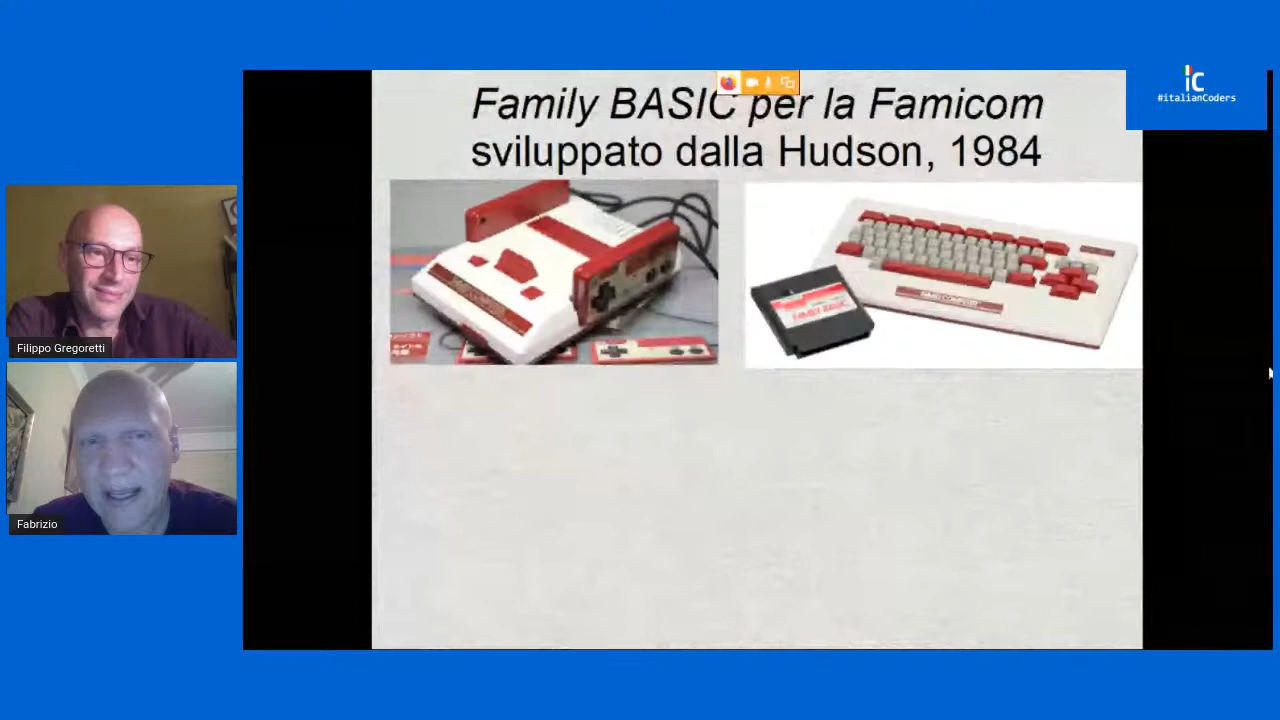 Family BASIC per la Famicom
sviluppato dalla Hudson, 1984
iC
#italianCoders
Filippo Gregoretti
Fabrizio
FAMILY BASIC